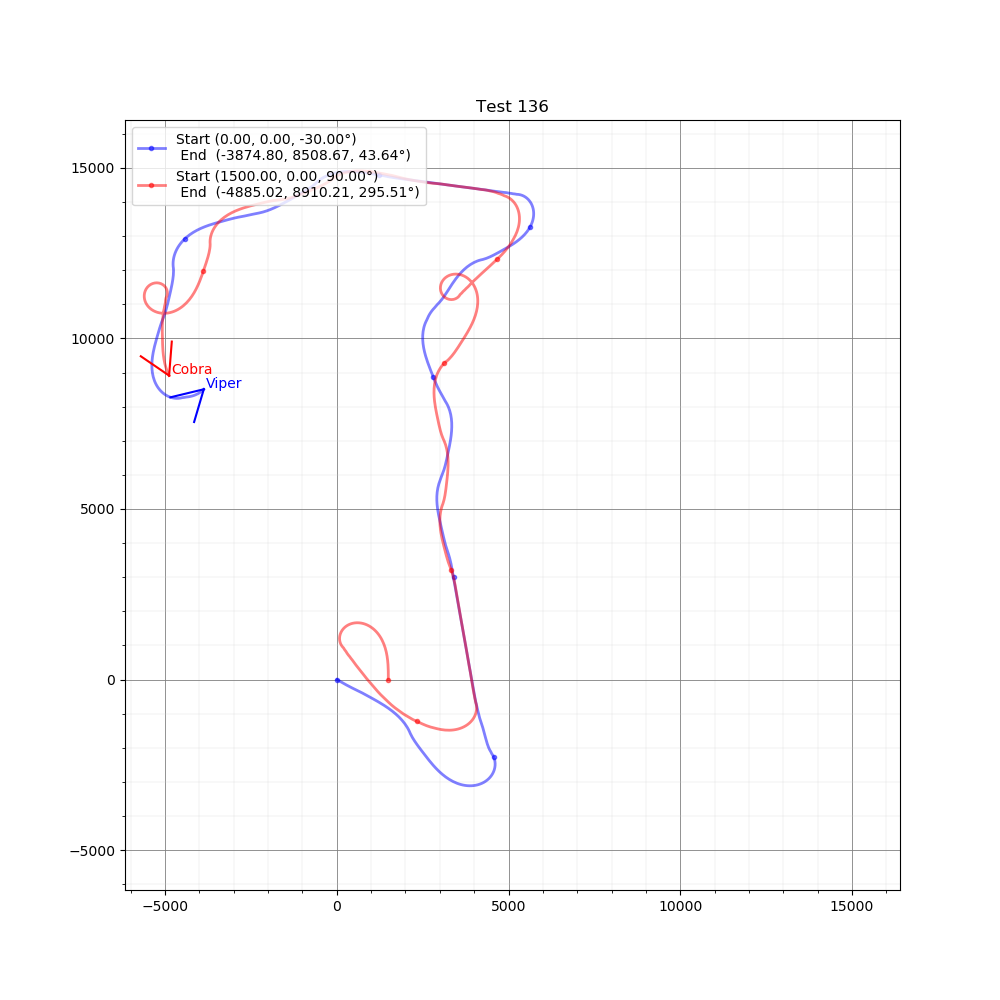 Test 136
Start (0.00, 0.00, -30.00°)
End  (-3874.80, 8508.67, 43.64°)
Start (1500.00, 0.00, 90.00°)
End  (-4885.02, 8910.21, 295.51°)
15000
10000
5000
0
−5000
Cobra
Viper
−5000
0
5000
10000
15000